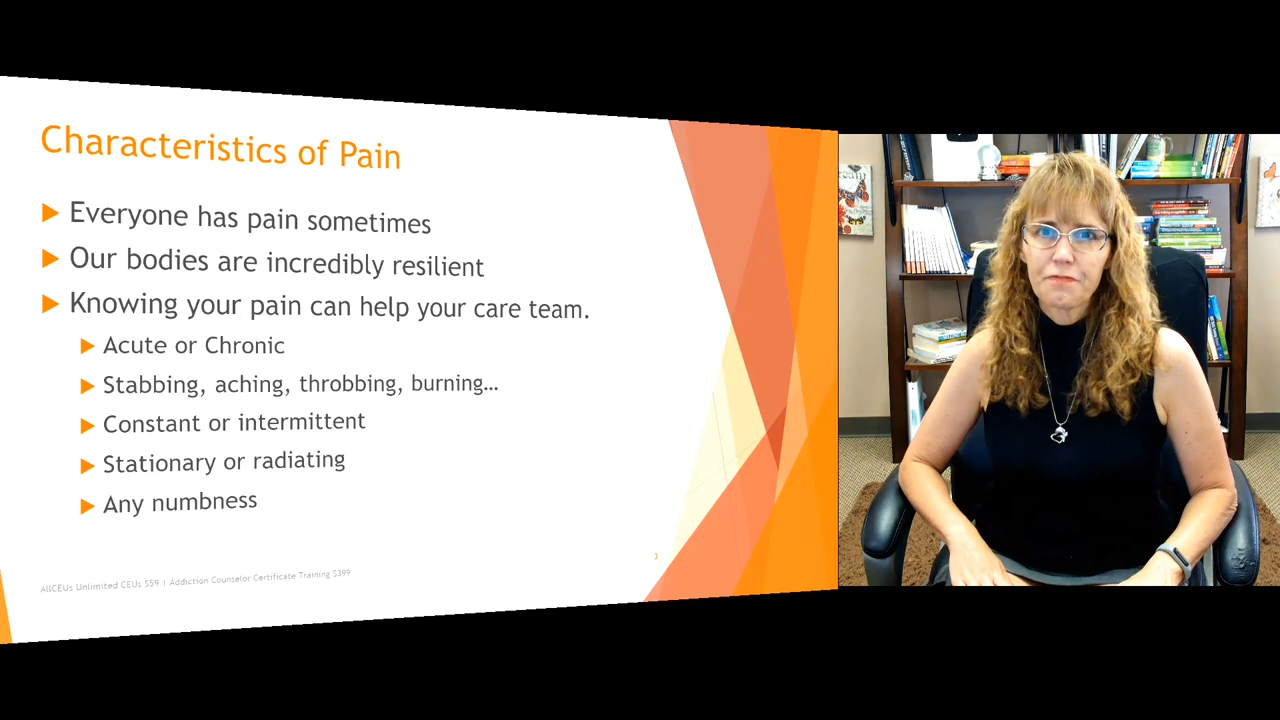 Characteristics of Pain
Everyone has pain sometimes
Our bodies are incredibly resilient
Knowing your pain can help your care team.
Acute or Chronic
Stabbing, aching, throbbing, burning…
Constant or intermittent
Stationary or radiating
Any numbness
3
AllCEUs Unlimited CEUs $59 | Addiction Counselor Certificate Training $399